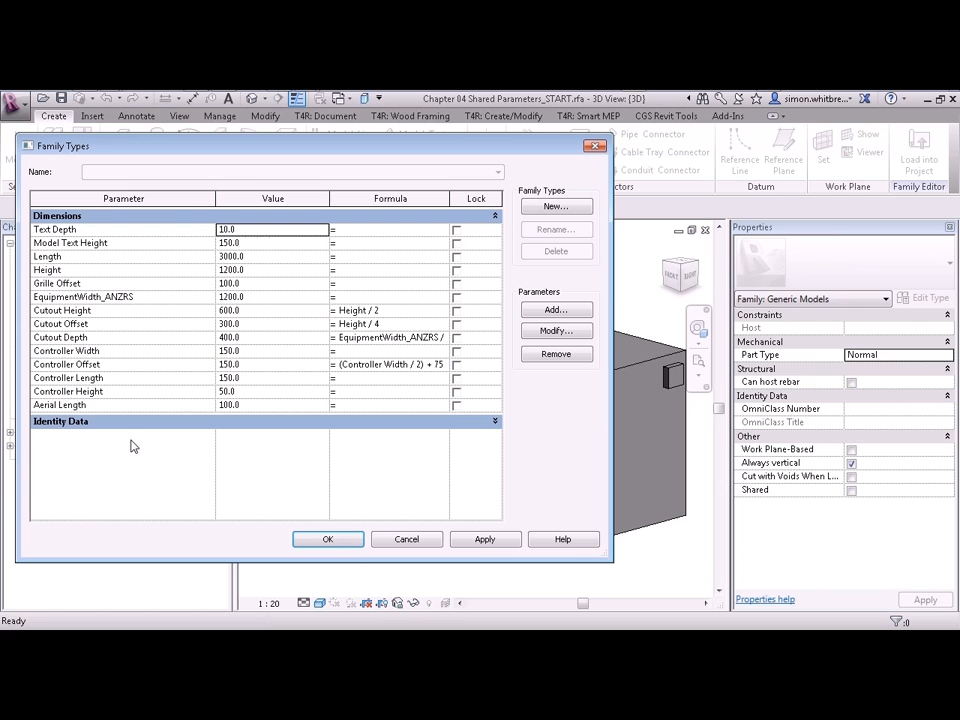 Chapter 04 Shared Parameters_START.rfa - 3D View: {3D}
simon.whitbre...
Create Insert Annotate View Manage Modify T4R: Document T4R: Wood Framing T4R: Create/Modify T4R: Smart MEP CGS Revit Tools Add-Ins
Pipe Connector
Cable Tray Connector
Conduit Connector
Reference Line
Reference Plane
Set
Show
Viewer
Load into Project
Datum Work Plane Family Editor
Family Types
Name:
Parameter Value Formula Lock
Dimensions
Text Depth 10.0 =
Model Text Height 150.0 =
Length 3000.0 =
Height 1200.0 =
Grille Offset 100.0 =
EquipmentWidth_ANZRS 1200.0 =
Cutout Height 600.0 = Height / 2
Cutout Offset 300.0 = Height / 4
Cutout Depth 400.0 = EquipmentWidth_ANZRS /
Controller Width 150.0 =
Controller Offset 150.0 = (Controller Width / 2) + 75
Controller Length 150.0 =
Controller Height 50.0 =
Aerial Length 100.0 =
Identity Data
Family Types
New...
Rename...
Delete
Parameters
Add...
Modify...
Remove
OK Cancel Apply Help
RIGHT
Properties
Family: Generic Models Edit Type
Constraints
Host
Mechanical
Part Type Normal
Structural
Can host rebar
Identity Data
OmniClass Number
OmniClass Title
Other
Work Plane-Based
Always vertical
Cut with Voids When L...
Shared
Properties help Apply
1 : 20
Ready
:0